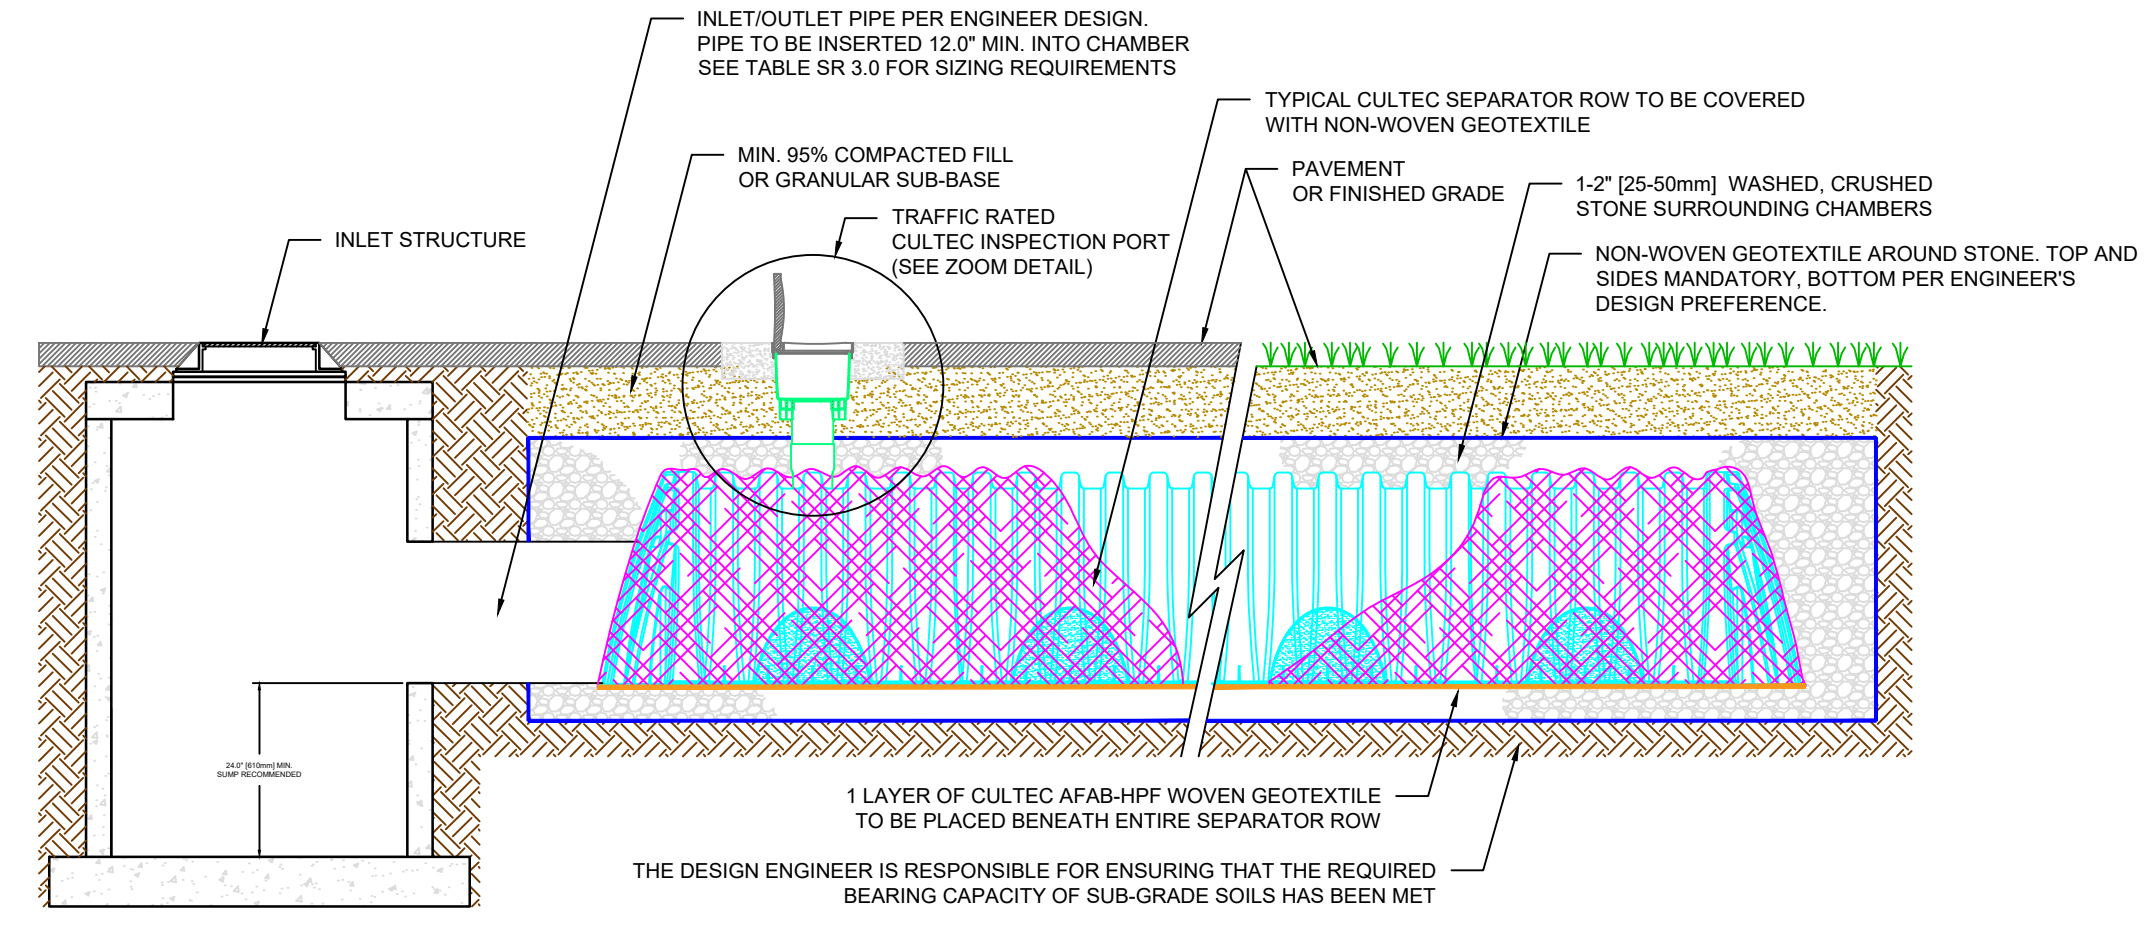 INLET/OUTLET PIPE PER ENGINEER DESIGN.
PIPE TO BE INSERTED 12.0" MIN. INTO CHAMBER
SEE TABLE SR 3.0 FOR SIZING REQUIREMENTS
TYPICAL CULTEC SEPARATOR ROW TO BE COVERED
WITH NON-WOVEN GEOTEXTILE
MIN. 95% COMPACTED FILL
OR GRANULAR SUB-BASE
PAVEMENT
OR FINISHED GRADE
1-2" [25-50mm] WASHED, CRUSHED
STONE SURROUNDING CHAMBERS
TRAFFIC RATED
CULTEC INSPECTION PORT
(SEE ZOOM DETAIL)
INLET STRUCTURE
NON-WOVEN GEOTEXTILE AROUND STONE. TOP AND
SIDES MANDATORY, BOTTOM PER ENGINEER'S
DESIGN PREFERENCE.
24.0" [610mm] MIN.
SUMP RECOMMENDED
1 LAYER OF CULTEC AFAB-HPF WOVEN GEOTEXTILE
TO BE PLACED BENEATH ENTIRE SEPARATOR ROW
THE DESIGN ENGINEER IS RESPONSIBLE FOR ENSURING THAT THE REQUIRED
BEARING CAPACITY OF SUB-GRADE SOILS HAS BEEN MET